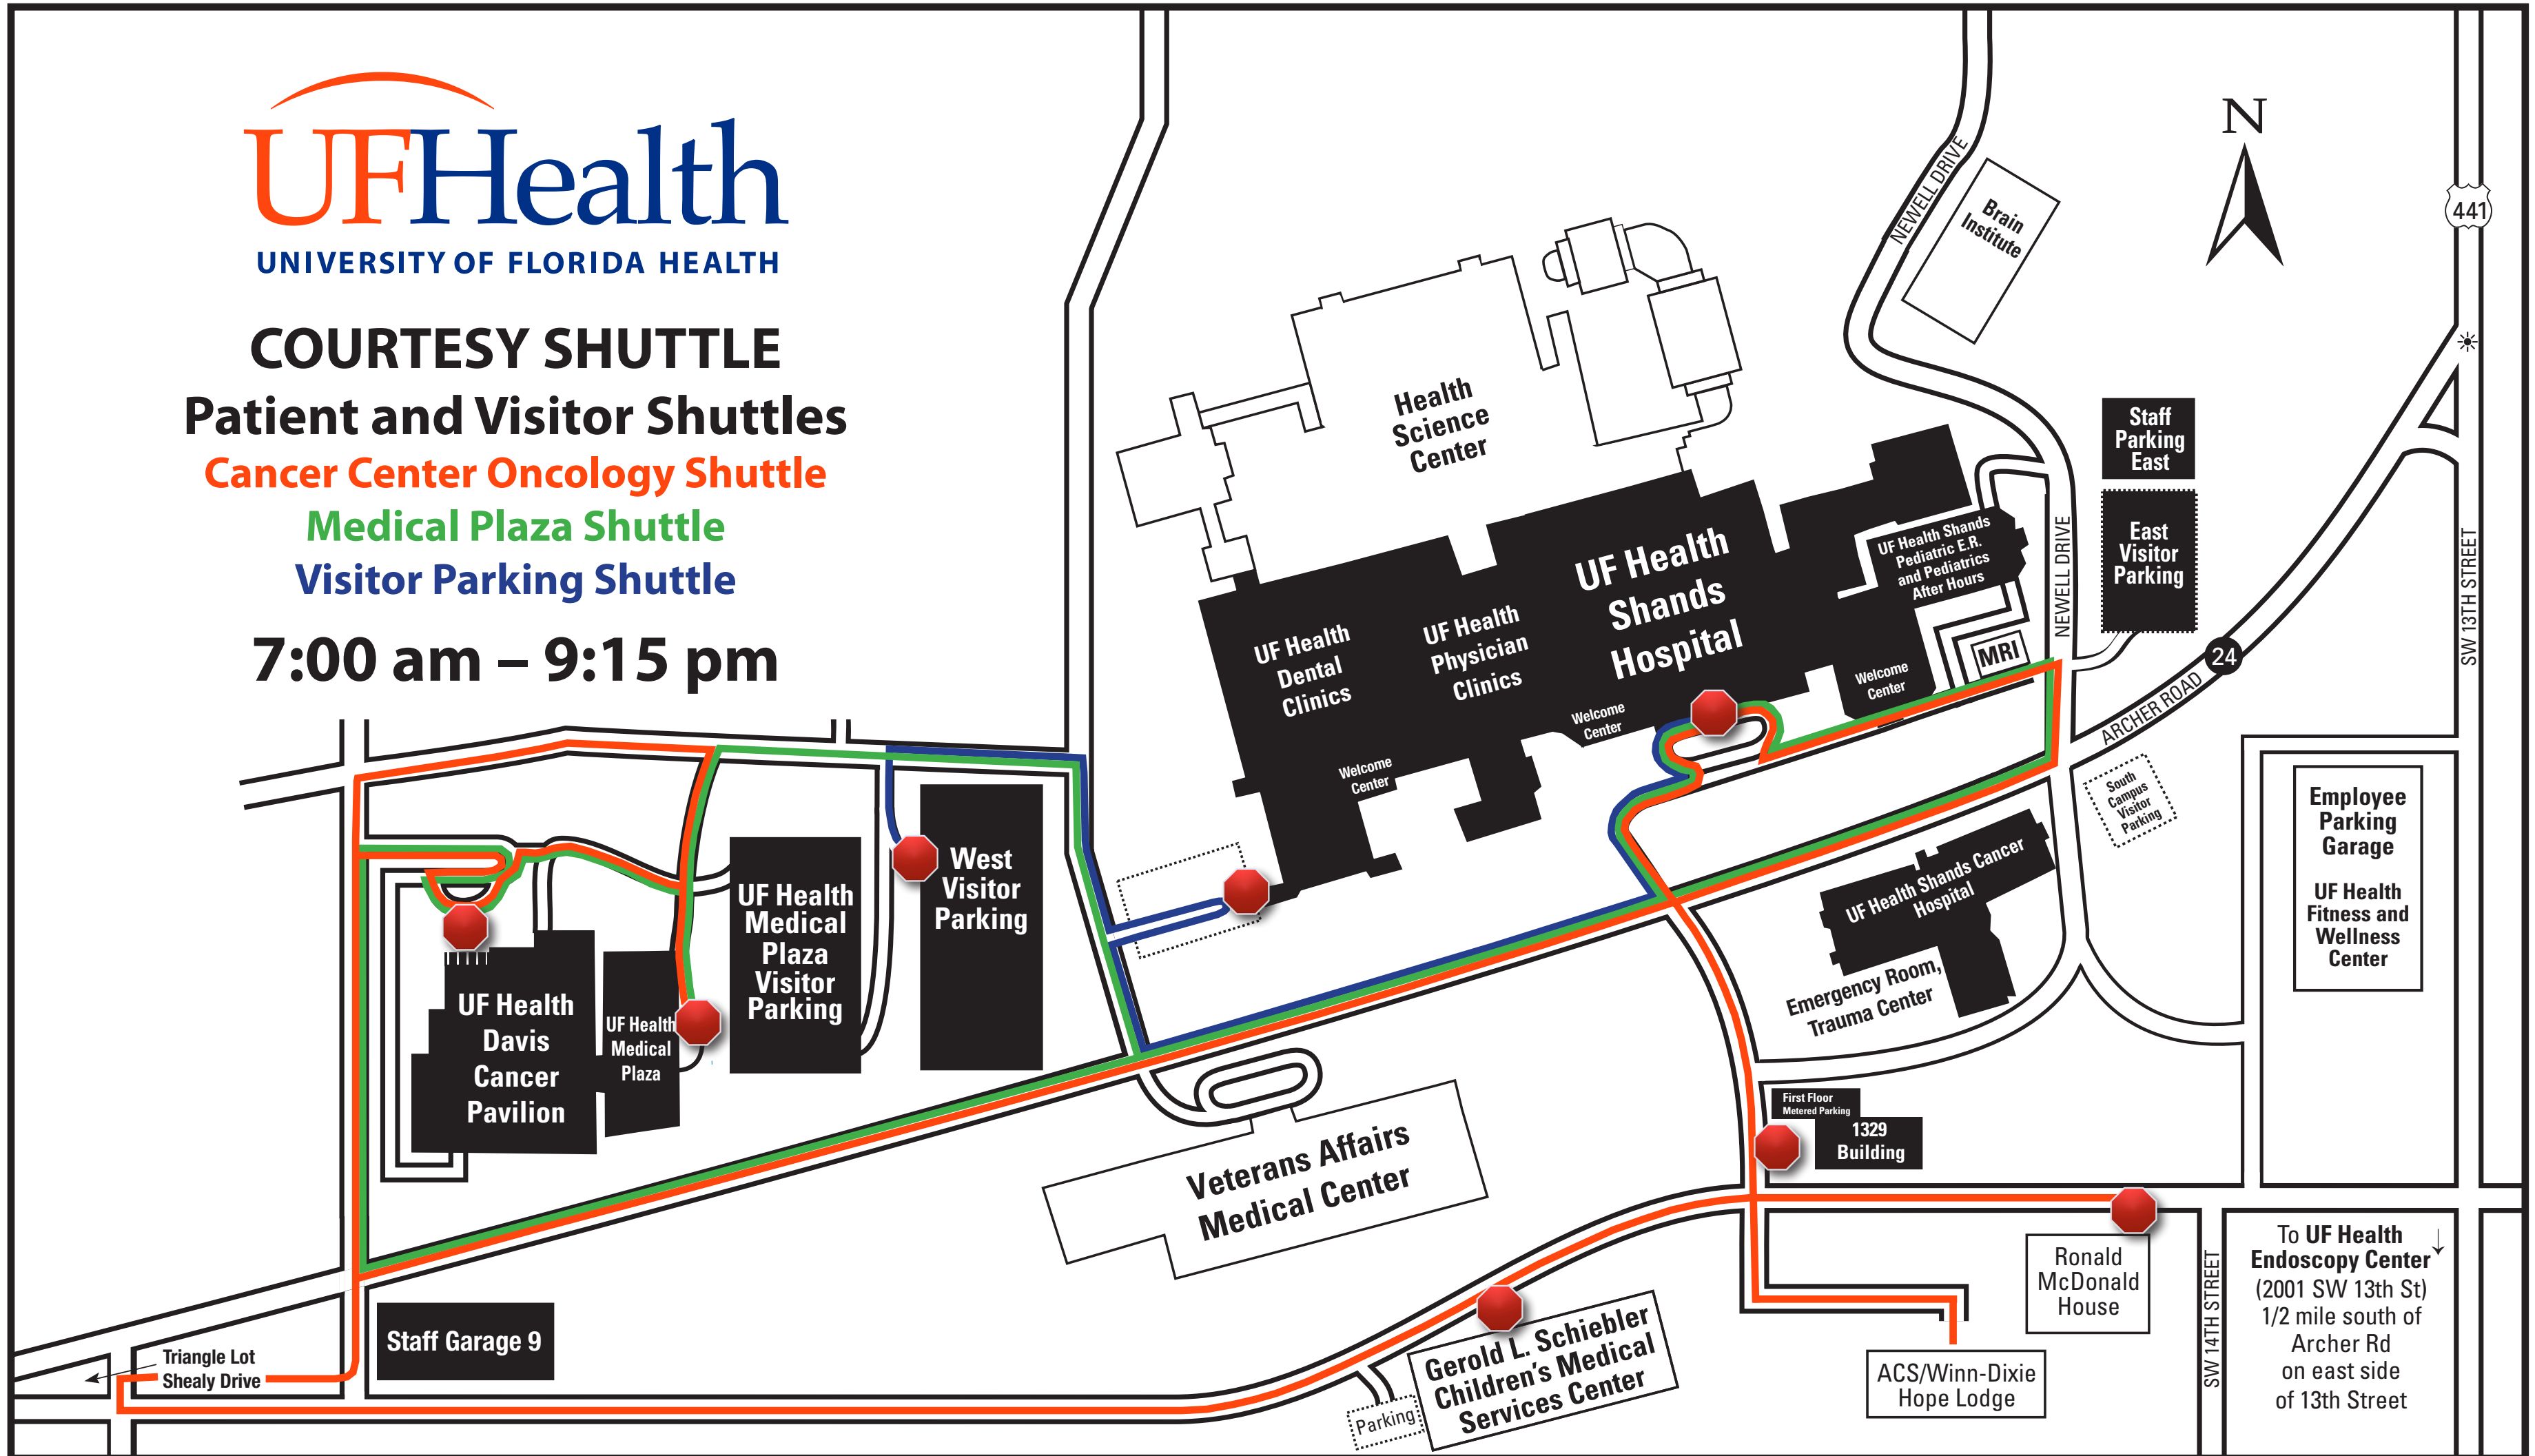 UFHealth
UNIVERSITY OF FLORIDA HEALTH
COURTESY SHUTTLE
Patient and Visitor Shuttles
Cancer Center Oncology Shuttle
Medical Plaza Shuttle
Visitor Parking Shuttle
7:00 am – 9:15 pm
N
441
NEWELL DRIVE
Brain
Institute
Health
Science
Center
Staff
Parking
East
East
Visitor
Parking
SW 13TH STREET
NEWELL DRIVE
24
ARCHER ROAD
UF Health Shands
Pediatric E.R.
and Pediatrics
After Hours
MRI
UF Health
Shands
Hospital
UF Health
Physician
Clinics
UF Health
Dental
Clinics
Welcome
Center
Welcome
Center
Welcome
Center
South
Campus
Visitor
Parking
Employee
Parking
Garage
UF Health
Fitness and
Wellness
Center
UF Health Shands Cancer
Hospital
Emergency Room,
Trauma Center
West
Visitor
Parking
UF Health
Medical
Plaza
Visitor
Parking
UF Health
Medical
Plaza
UF Health
Davis
Cancer
Pavilion
First Floor
Metered Parking
1329
Building
Veterans Affairs
Medical Center
Ronald
McDonald
House
SW 14TH STREET
To UF Health
Endoscopy Center
(2001 SW 13th St)
1/2 mile south of
Archer Rd
on east side
of 13th Street
Staff Garage 9
Triangle Lot
Shealy Drive
Gerold L. Schiebler
Children's Medical
Services Center
Parking
ACS/Winn-Dixie
Hope Lodge